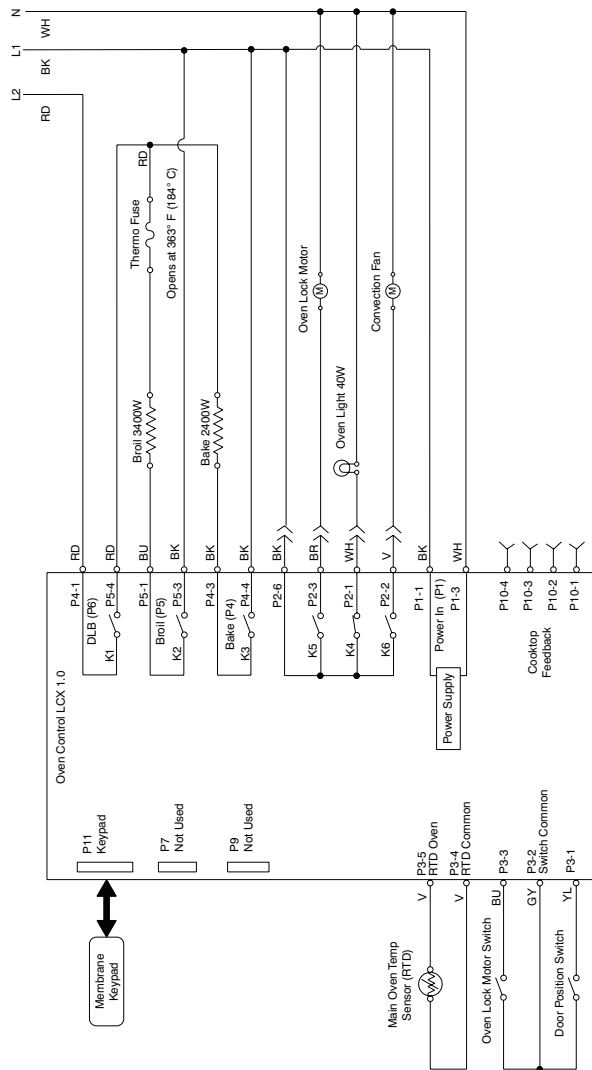 N
WH
L1
BK
L2
RD
RD
Thermo Fuse
Opens at 363° F (184° C)
Oven Lock Motor
M
Convection Fan
M
Broil 3400W
Bake 2400W
Oven Light 40W
RD
RD
BU
BK
BK
BK
BK
BR
WH
V
BK
WH
P4-1
DLB (P6)
P5-4
K1
P5-1
Broil (P5)
P5-3
K2
P4-3
Bake (P4)
P4-4
K3
P2-6
P2-3
K5
P2-1
K4
P2-2
K6
P1-1
Power In (P1)
P1-3
Power Supply
P10-4
P10-3
P10-2
P10-1
Cooktop
Feedback
Oven Control LCX 1.0
P11
Keypad
P7
Not Used
P9
Not Used
P3-5
RTD Oven
P3-4
RTD Common
P3-3
P3-2
Switch Common
P3-1
V
V
BU
GY
YL
Membrane
Keypad
Main Oven Temp
Sensor (RTD)
Oven Lock Motor Switch
Door Position Switch